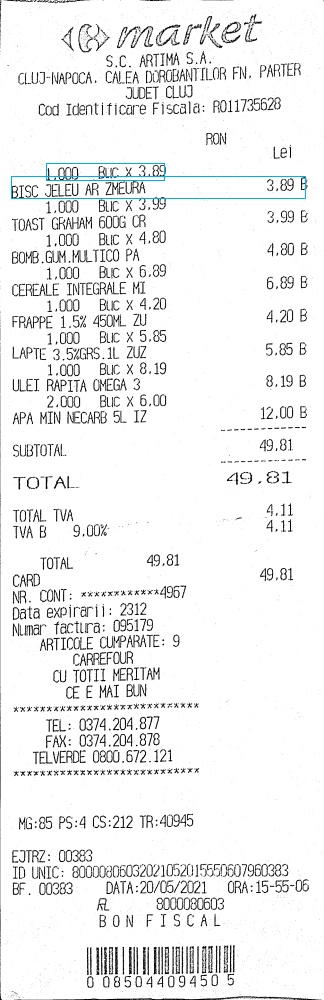 market
S.C. ARTIMA S.A.
CLUJ-NAPOCA, CALEA DOROBANTILOR FN, PARTER
JUDET CLUJ
Cod Identificare Fiscala: RO11735628
RON
Lei
1,000 Buc x 3.89
BISC JELEU AR ZMEURA 3.89 B
1,000 Buc x 3.99
TOAST GRAHAM 600G CR 3.99 B
1,000 Buc x 4.80
BOMB.GUM.MULTICO PA 4.80 B
1,000 Buc x 6.89
CEREALE INTEGRALE MI 6.89 B
1,000 Buc x 4.20
FRAPPE 1.5% 450ML ZU 4.20 B
1,000 Buc x 5.85
LAPTE 3.5%GRS.1L ZUZ 5.85 B
1,000 Buc x 8.19
ULEI RAPITA OMEGA 3 8.19 B
2,000 Buc x 6.00
APA MIN NECARB 5L IZ 12.00 B
SUBTOTAL 49.81
TOTAL 49.81
TOTAL TVA 4.11
TVA B 9.00% 4.11
TOTAL 49.81
CARD 49.81
NR. CONT: ************4967
Data expirarii: 2312
Numar factura: 095179
ARTICOLE CUMPARATE: 9
CARREFOUR
CU TOTII MERITAM
CE E MAI BUN
****************************
TEL: 0374.204.877
FAX: 0374.204.878
TELVERDE 0800.672.121
****************************
MG:85 PS:4 CS:212 TR:40945
EJTRZ: 00383
ID UNIC: 80000806032021052015550607960383
BF. 00383 DATA:20/05/2021 ORA:15-55-06
RL 8000080603
BON FISCAL
0 08504409450 5